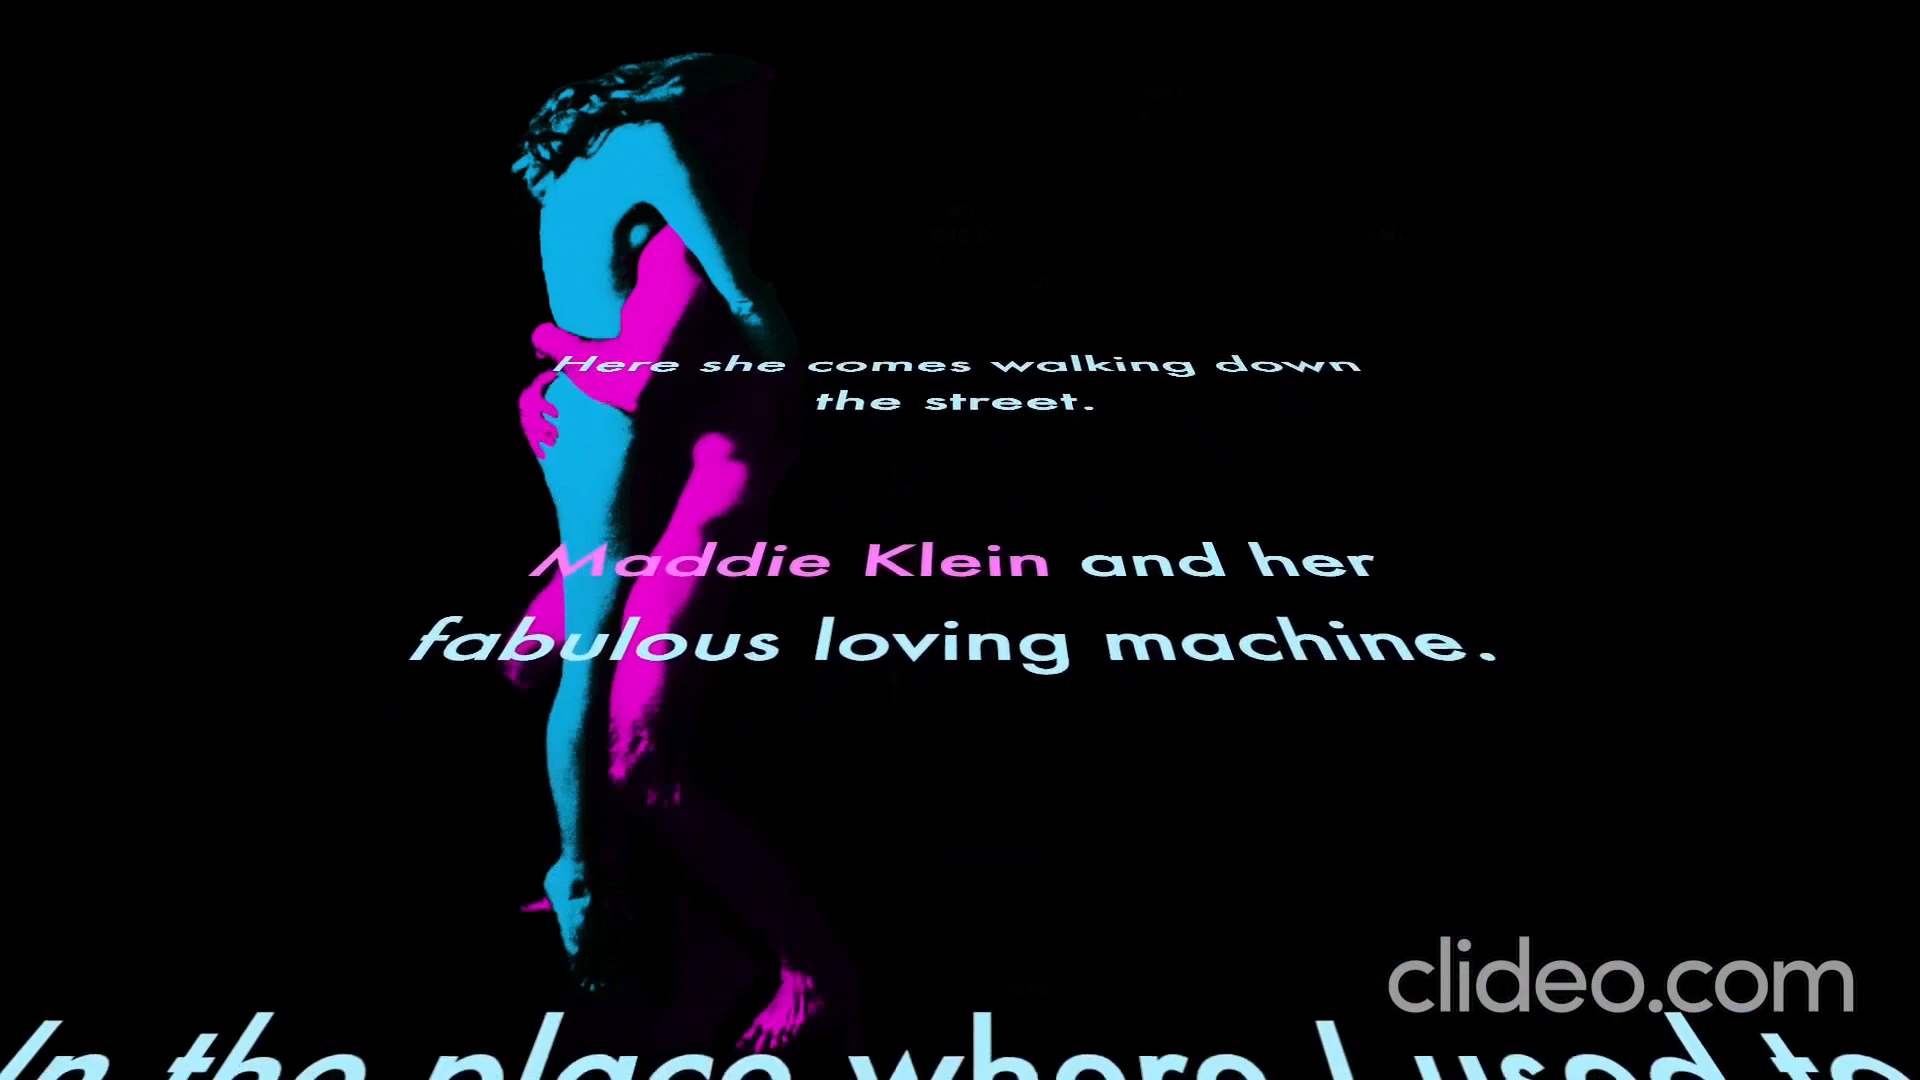 Here she comes walking down
the street.
Maddie Klein and her
fabulous loving machine.
clideo.com
In the place where I used to